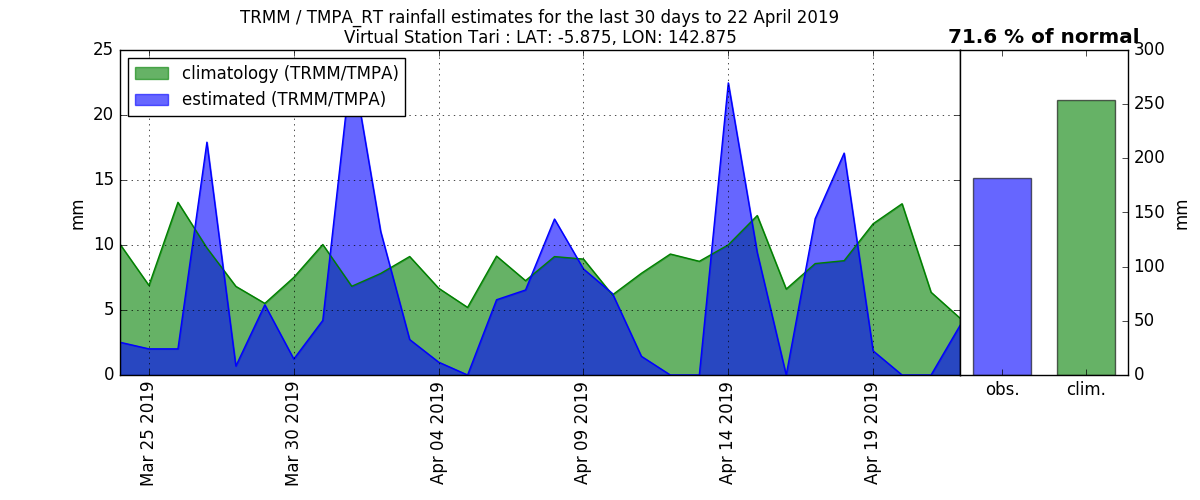 TRMM / TMPA_RT rainfall estimates for the last 30 days to 22 April 2019
Virtual Station Tari : LAT: -5.875, LON: 142.875
71.6 % of normal
climatology (TRMM/TMPA)
estimated (TRMM/TMPA)
25
20
15
10
5
0
mm
Mar 25 2019
Mar 30 2019
Apr 04 2019
Apr 09 2019
Apr 14 2019
Apr 19 2019
300
250
200
150
100
50
0
mm
obs.
clim.